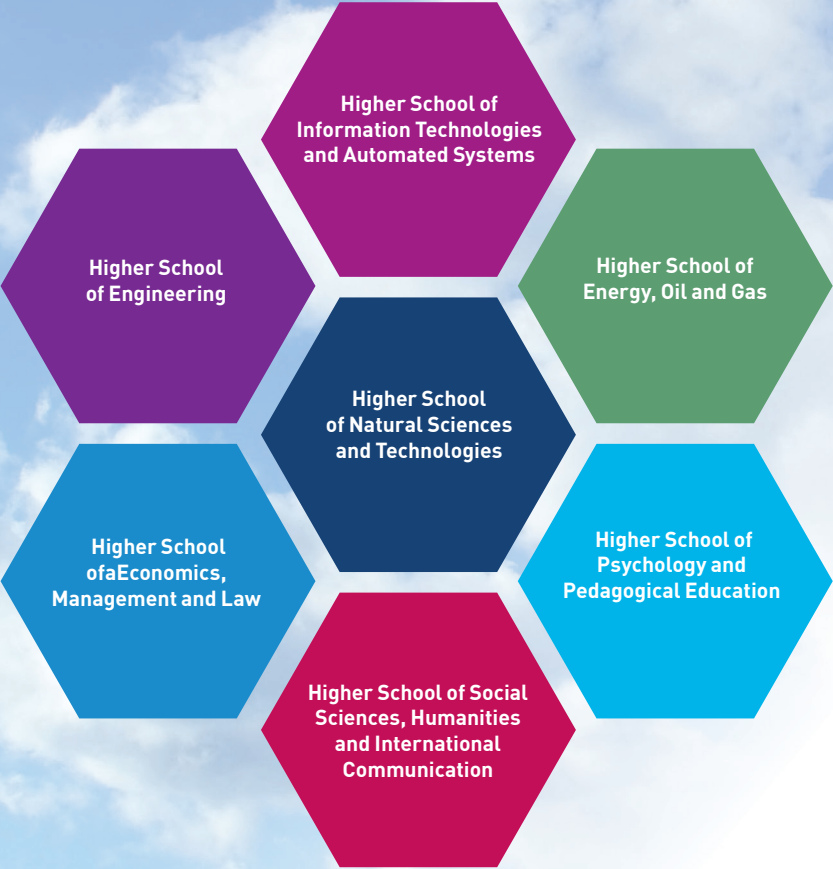 Higher School of
Information Technologies
and Automated Systems
Higher School
of Engineering
Higher School of
Energy, Oil and Gas
Higher School
of Natural Sciences
and Technologies
Higher School
ofaEconomics,
Management and Law
Higher School of
Psychology and
Pedagogical Education
Higher School of Social
Sciences, Humanities
and International
Communication